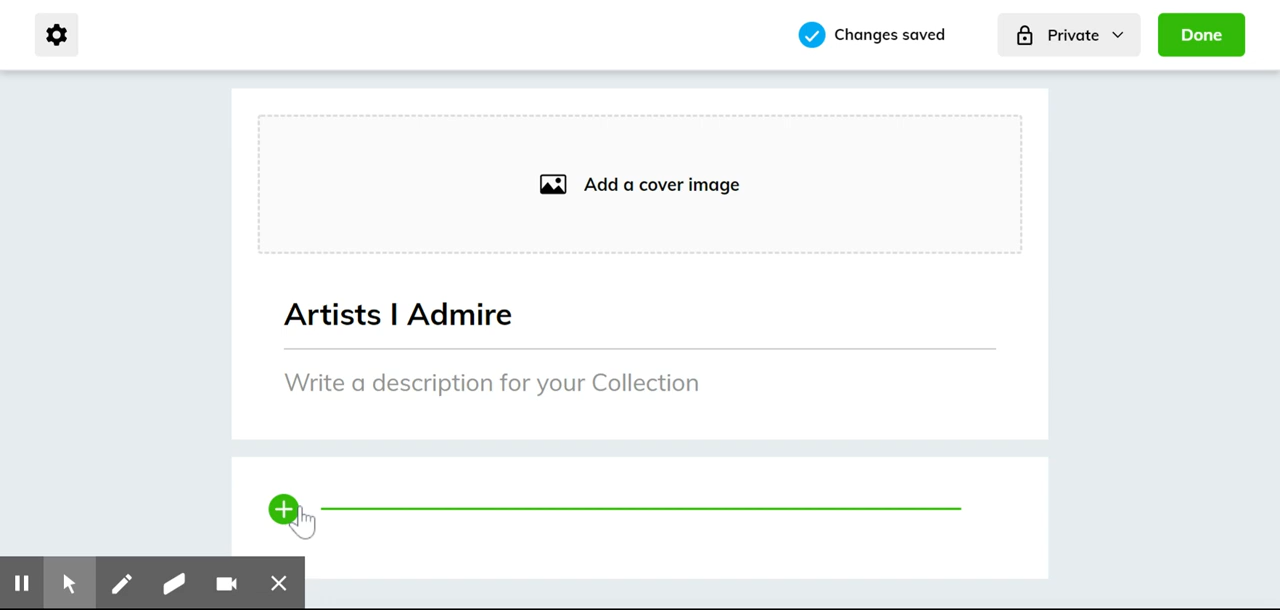 Changes saved
Private
Done
Add a cover image
Artists I Admire
Write a description for your Collection